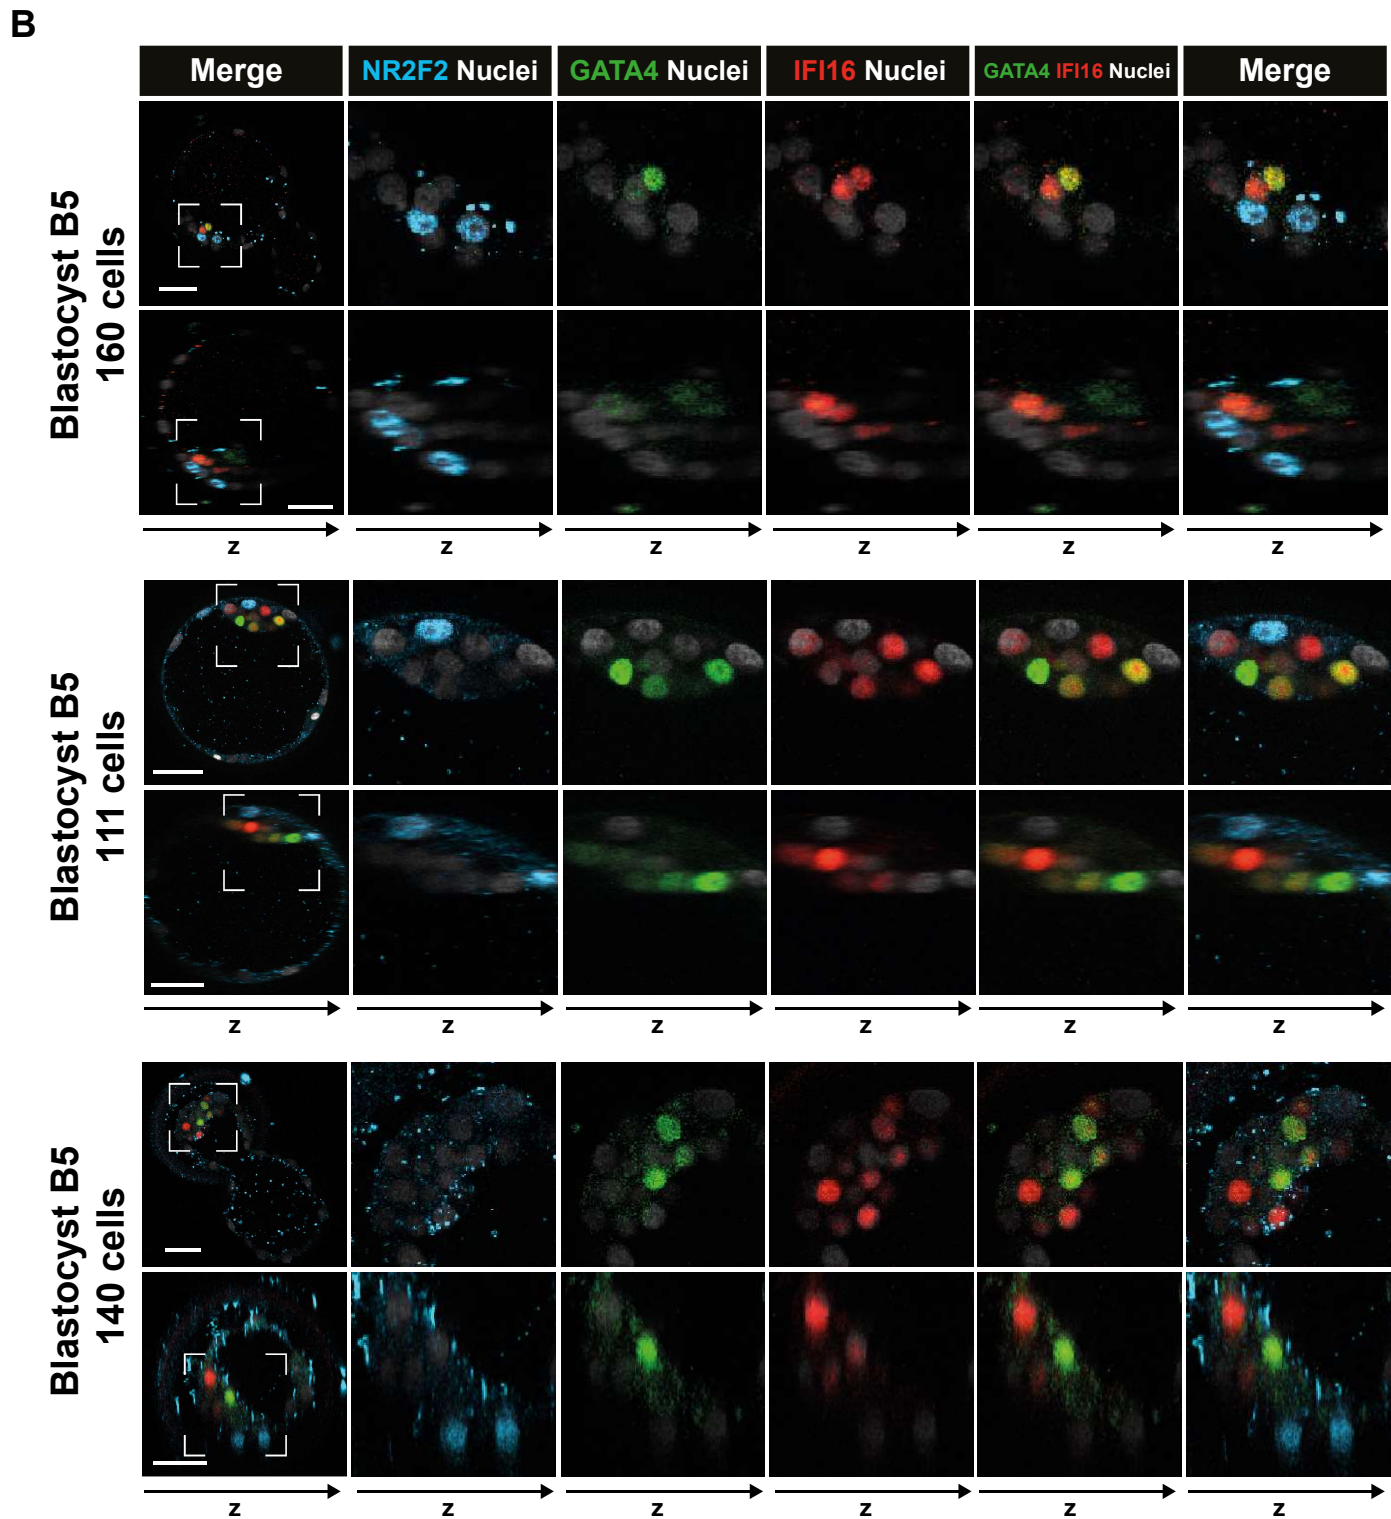 B
Merge NR2F2 Nuclei GATA4 Nuclei IFI16 Nuclei GATA4 IFI16 Nuclei Merge
Blastocyst B5
160 cells
z z z z z z
Blastocyst B5
111 cells
z z z z z z
Blastocyst B5
140 cells
z z z z z z